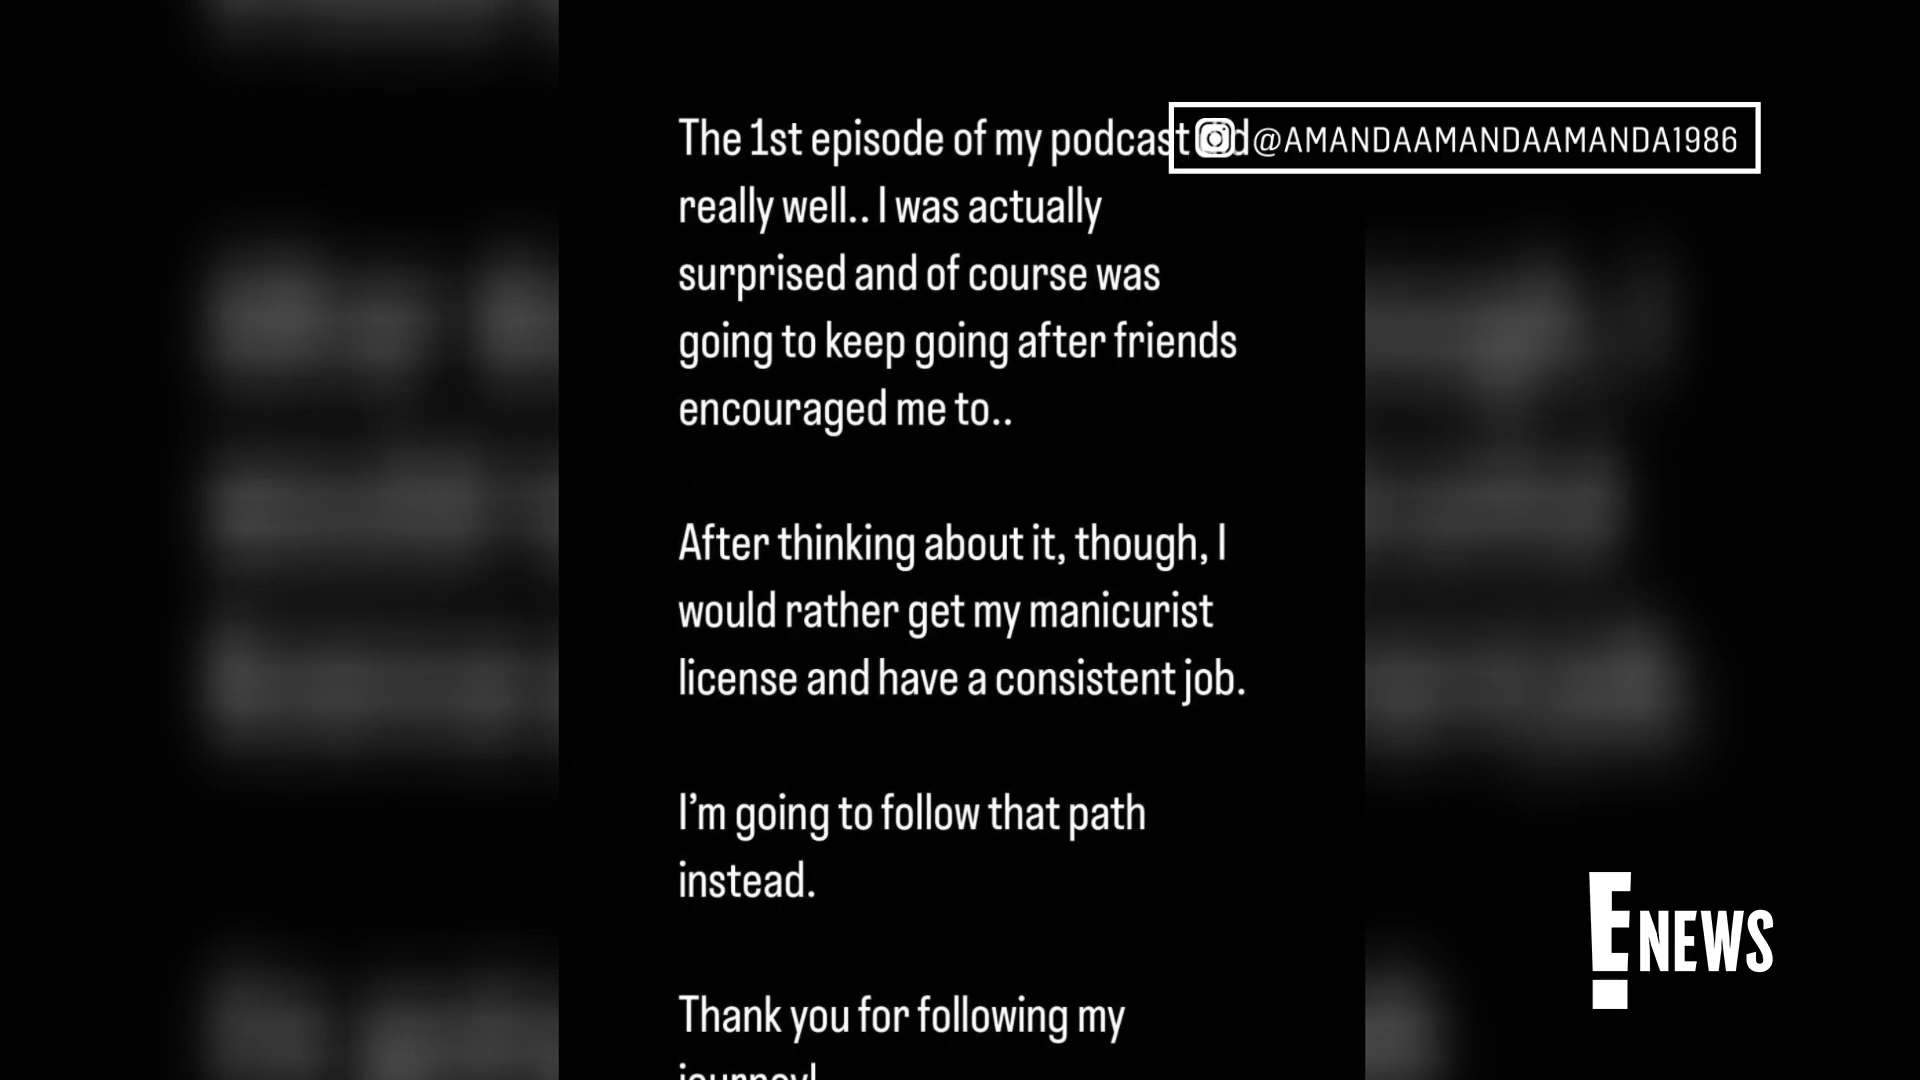 The 1st episode of my podcast
@AMANDAAMANDAAMANDA1986
really well.. I was actually
surprised and of course was
going to keep going after friends
encouraged me to..
After thinking about it, though, I
would rather get my manicurist
license and have a consistent job.
I’m going to follow that path
instead.
Thank you for following my
journey!
E NEWS